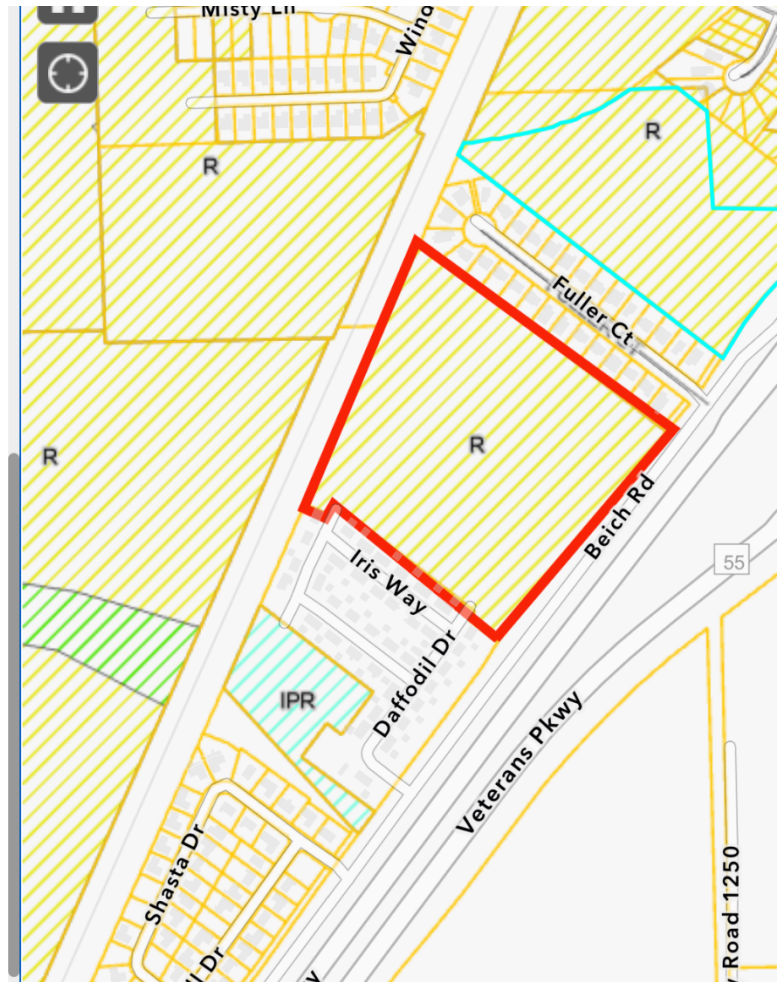 Misty Ln
Wind
R
R
Fuller Ct
R
R
Beich Rd
55
Iris Way
Daffodil Dr
IPR
Veterans Pkwy
Shasta Dr
Road 1250
Dr